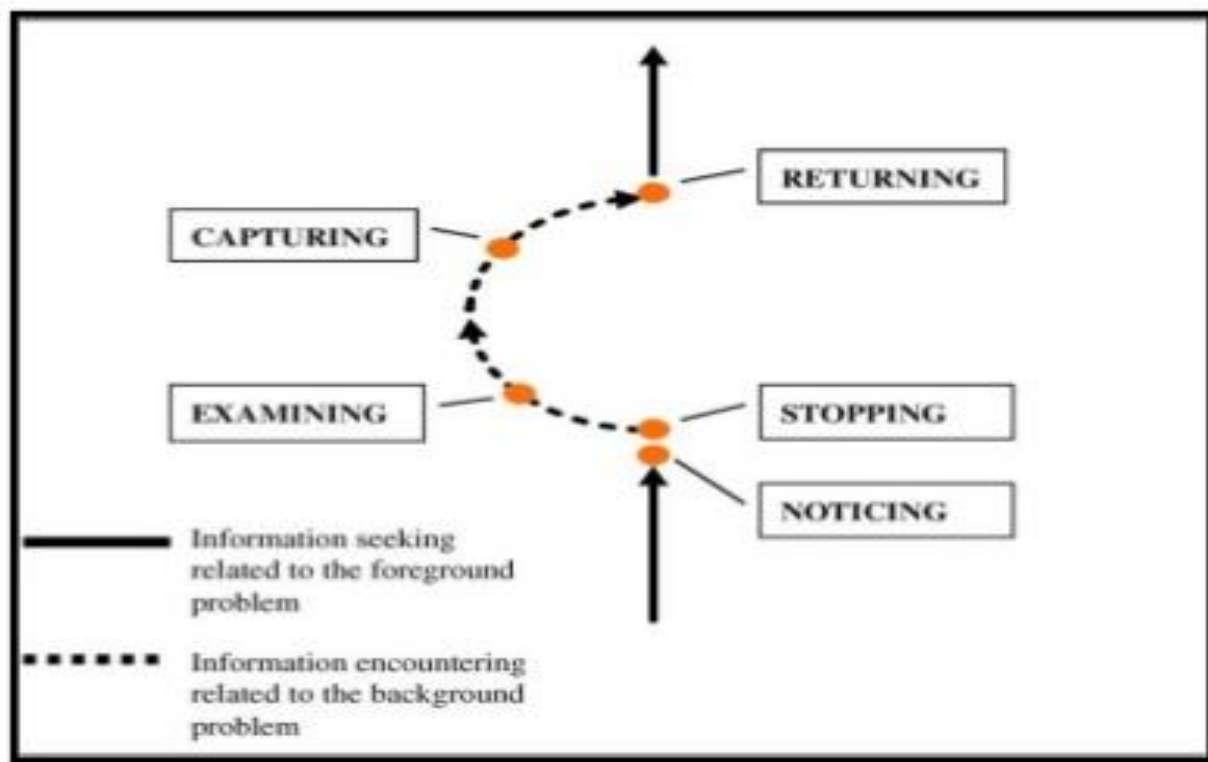 RETURNING
CAPTURING
EXAMINING
STOPPING
NOTICING
Information seeking
related to the foreground
problem
Information encountering
related to the background
problem